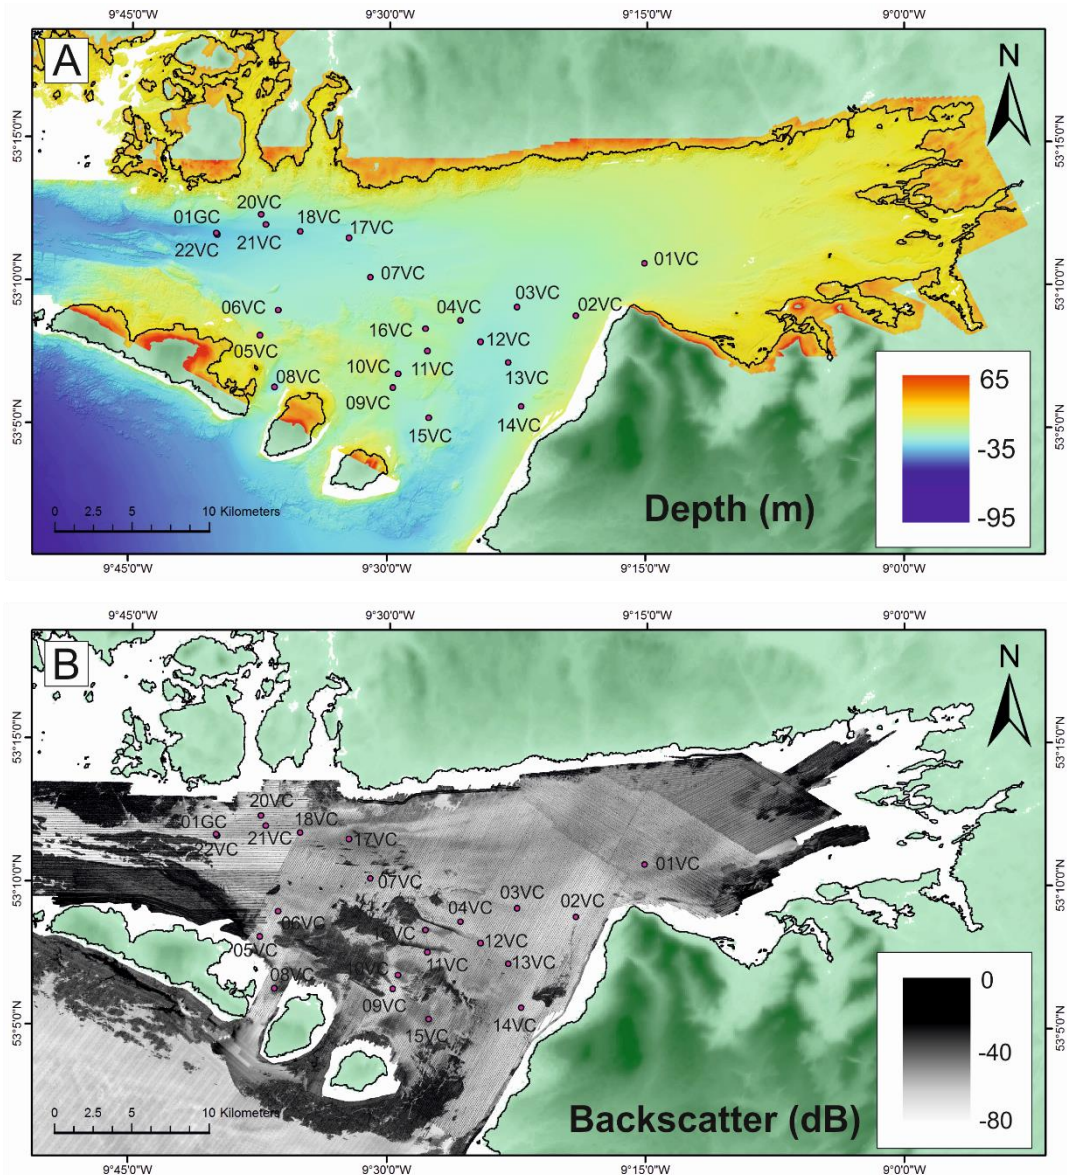 9°45'0"W 9°30'0"W 9°15'0"W 9°0'0"W
A
N
53°15'0"N 53°15'0"N
20VC
01GC 18VC 17VC
22VC 21VC
01VC
53°10'0"N 53°10'0"N
07VC
03VC
06VC 04VC 02VC
16VC 12VC
05VC
10VC 11VC 13VC
08VC
09VC
14VC
15VC
53°5'0"N 53°5'0"N
65
-35
-95
0 2.5 5 10 Kilometers
Depth (m)
9°45'0"W 9°30'0"W 9°15'0"W 9°0'0"W
9°45'0"W 9°30'0"W 9°15'0"W 9°0'0"W
B
N
53°15'0"N 53°15'0"N
20VC
01GC 18VC
22VC 21VC 17VC
01VC
53°10'0"N 53°10'0"N
07VC
03VC
06VC 04VC 02VC
16VC
05VC 12VC
10VC 11VC 13VC
08VC
09VC
14VC
15VC
53°5'0"N 53°5'0"N
0
-40
-80
0 2.5 5 10 Kilometers
Backscatter (dB)
9°45'0"W 9°30'0"W 9°15'0"W 9°0'0"W